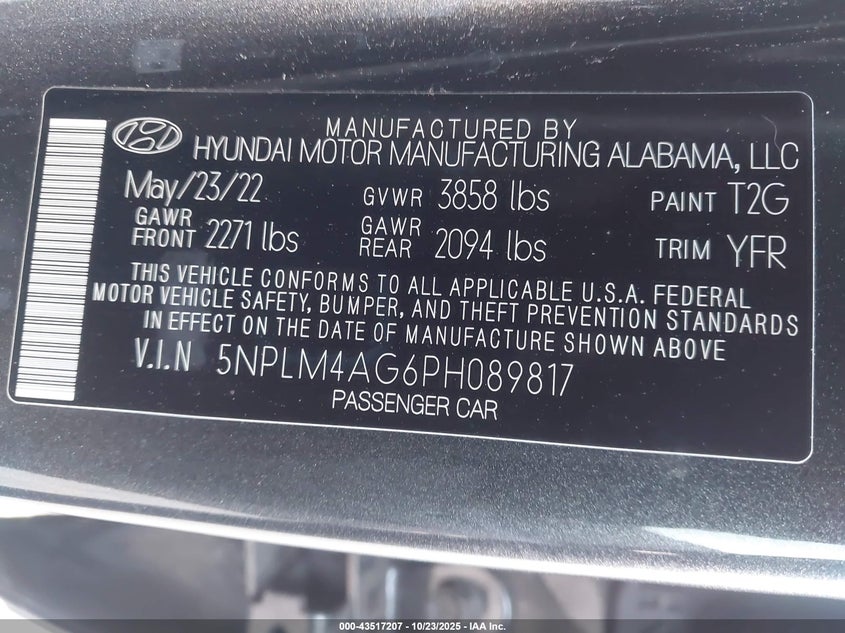 MANUFACTURED BY
HYUNDAI MOTOR MANUFACTURING ALABAMA, LLC
May/23/22 GVWR 3858 lbs PAINT T2G
GAWR FRONT 2271 lbs GAWR REAR 2094 lbs TRIM YFR
THIS VEHICLE CONFORMS TO ALL APPLICABLE U.S.A. FEDERAL
MOTOR VEHICLE SAFETY, BUMPER, AND THEFT PREVENTION STANDARDS
IN EFFECT ON THE DATE OF MANUFACTURE SHOWN ABOVE
V.I.N 5NPLM4AG6PH089817
PASSENGER CAR
000-43517207 - 10/23/2025 - IAA Inc.